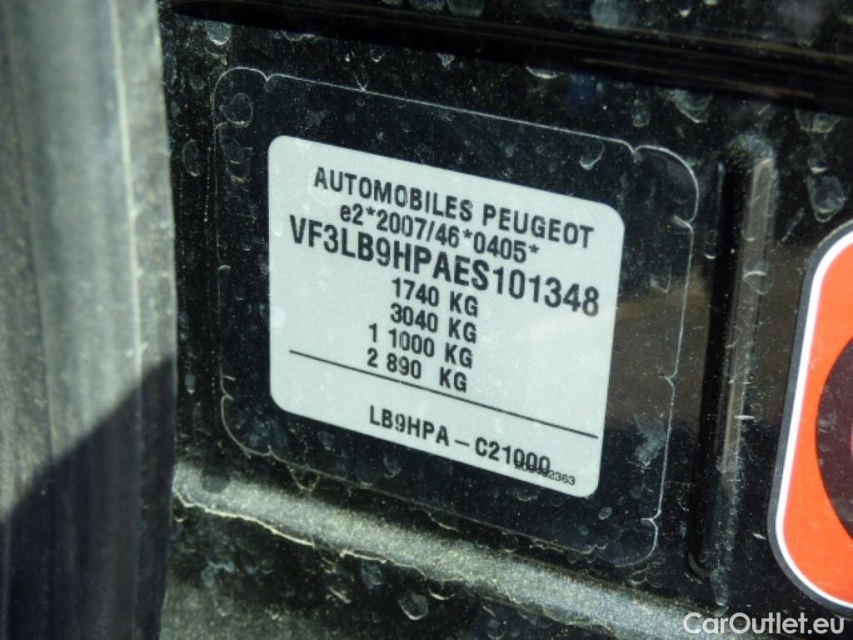 AUTOMOBILES PEUGEOT
e2*2007/46*0405*
VF3LB9HPAES101348
1740 KG
3040 KG
1 1000 KG
2 890 KG
LB9HPA-C21000
CarOutlet.eu